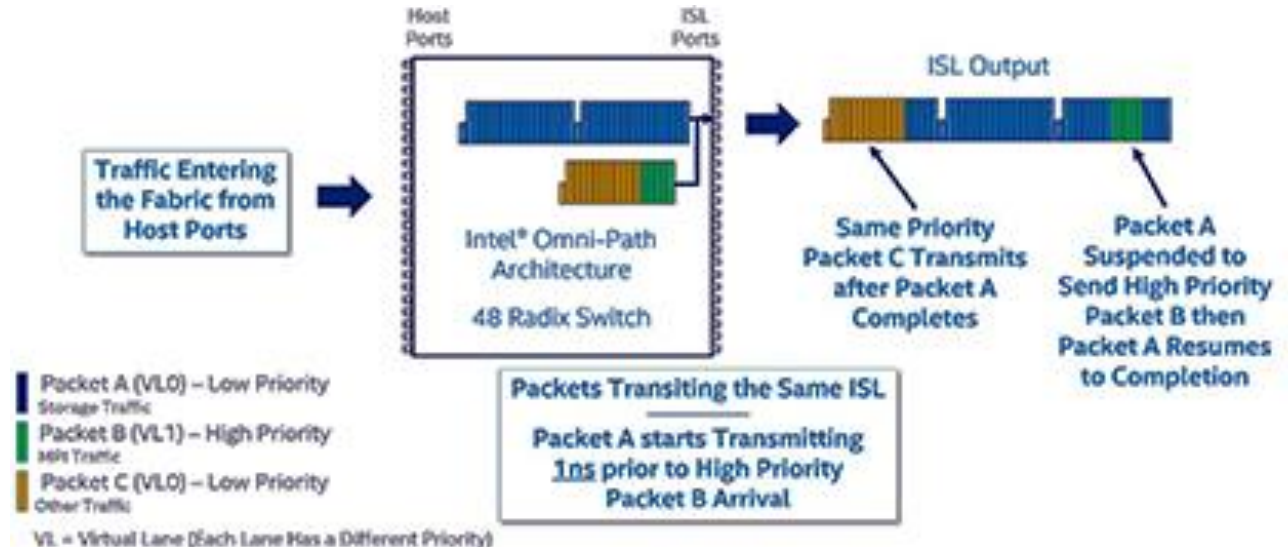 Host
Ports
ISL
Ports
ISL Output
Traffic Entering
the Fabric from
Host Ports
Intel® Omni-Path
Architecture
48 Radix Switch
Same Priority
Packet C Transmits
after Packet A
Completes
Packet A
Suspended to
Send High Priority
Packet B then
Packet A Resumes
to Completion
Packet A (VL0) – Low Priority
Storage Traffic
Packet B (VL1) – High Priority
MPI Traffic
Packet C (VL0) – Low Priority
Other Traffic
VL = Virtual Lane (Each Lane Has a Different Priority)
Packets Transiting the Same ISL
Packet A starts Transmitting
1ns prior to High Priority
Packet B Arrival